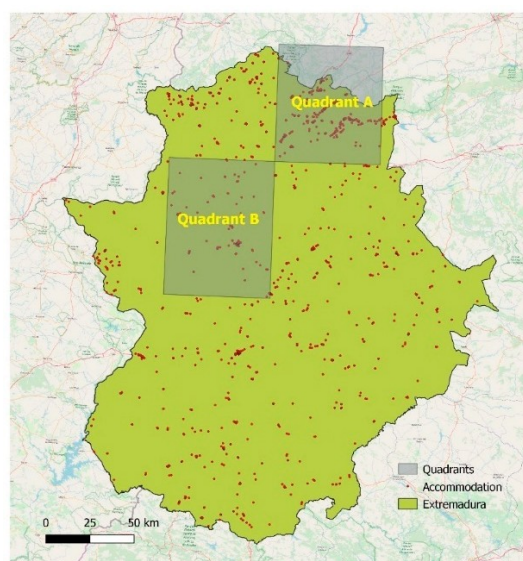 Quadrant A
Quadrant B
Quadrants
Accommodation
Extremadura
0 25 50 km